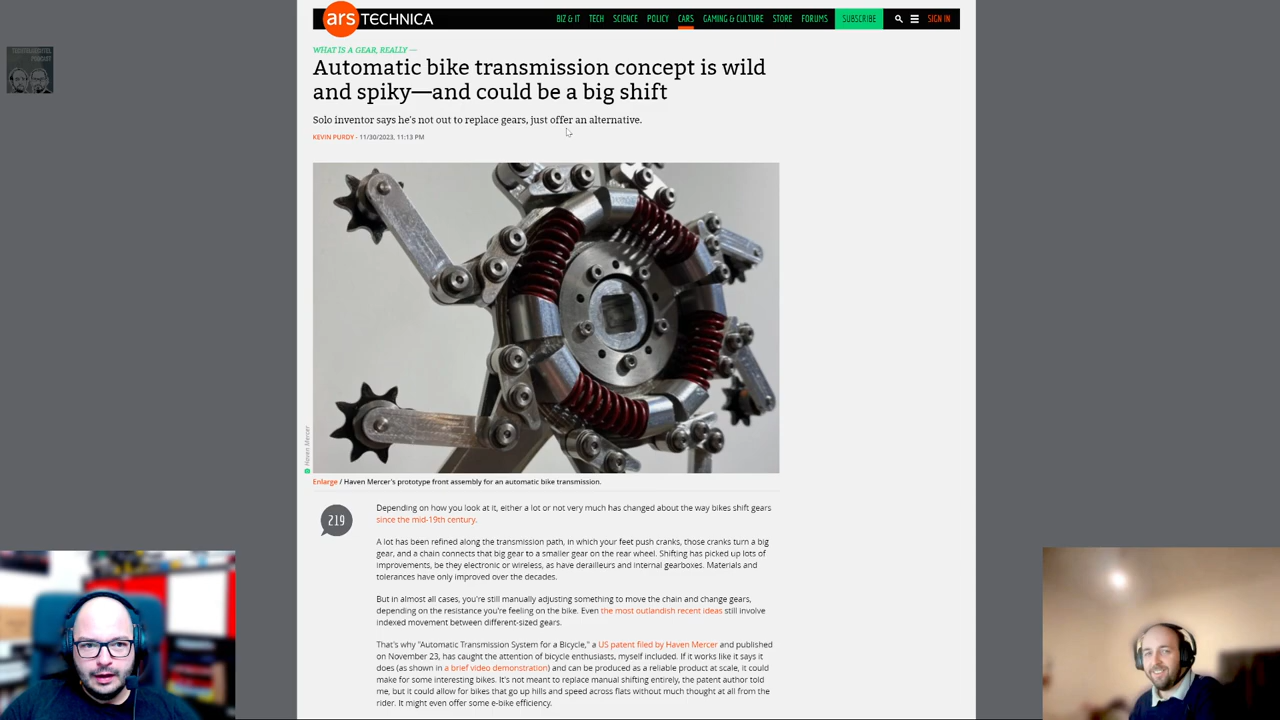 ars TECHNICA
BIZ & IT TECH SCIENCE POLICY CARS GAMING & CULTURE STORE FORUMS SUBSCRIBE SIGN IN
WHAT IS A GEAR, REALLY —
Automatic bike transmission concept is wild
and spiky—and could be a big shift
Solo inventor says he's not out to replace gears, just offer an alternative.
KEVIN PURDY - 11/30/2023, 11:13 PM
Haven Mercer
Enlarge / Haven Mercer's prototype front assembly for an automatic bike transmission.
219
Depending on how you look at it, either a lot or not very much has changed about the way bikes shift gears
since the mid-19th century.
A lot has been refined along the transmission path, in which your feet push cranks, those cranks turn a big
gear, and a chain connects that big gear to a smaller gear on the rear wheel. Shifting has picked up lots of
improvements, be they electronic or wireless, as have derailleurs and internal gearboxes. Materials and
tolerances have only improved over the decades.
But in almost all cases, you're still manually adjusting something to move the chain and change gears,
depending on the resistance you're feeling on the bike. Even the most outlandish recent ideas still involve
indexed movement between different-sized gears.
That's why "Automatic Transmission System for a Bicycle," a US patent filed by Haven Mercer and published
on November 23, has caught the attention of bicycle enthusiasts, myself included. If it works like it says it
does (as shown in a brief video demonstration) and can be produced as a reliable product at scale, it could
make for some interesting bikes. It's not meant to replace manual shifting entirely, the patent author told
me, but it could allow for bikes that go up hills and speed across flats without much thought at all from the
rider. It might even offer some e-bike efficiency.